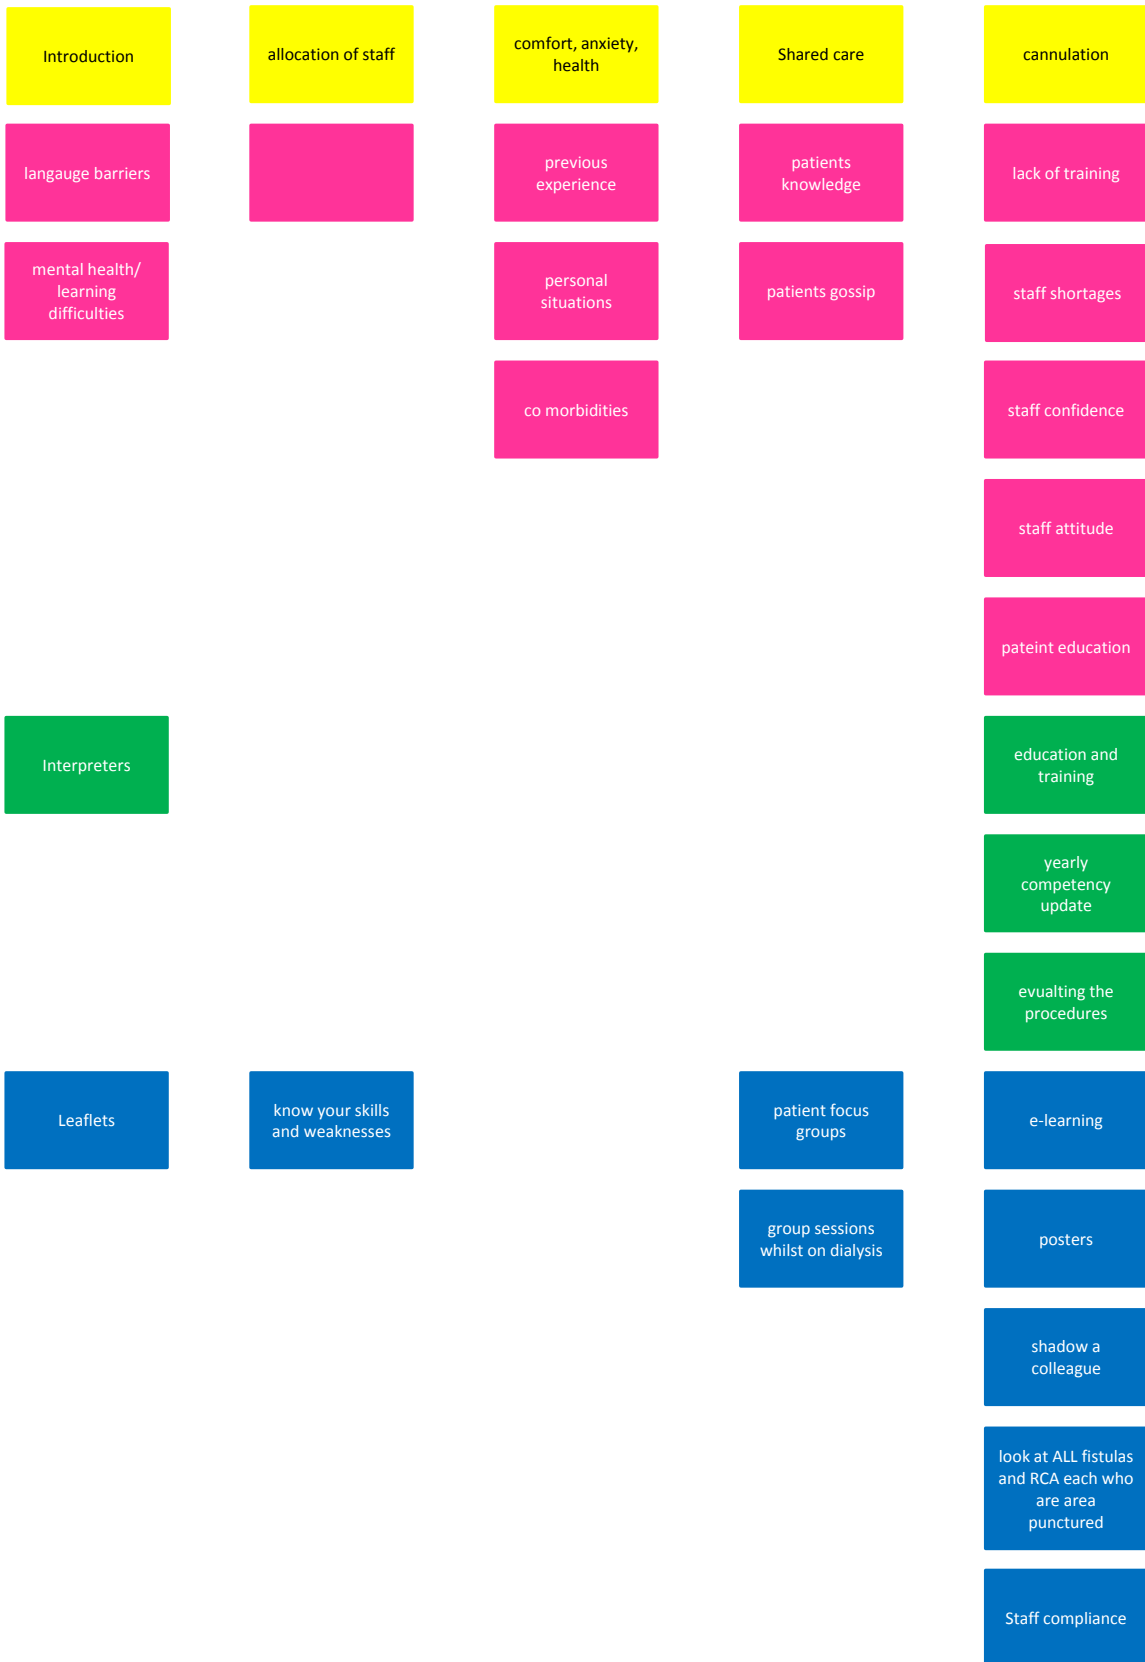 Introduction
allocation of staff
comfort, anxiety,
health
Shared care
cannulation
langauge barriers
previous
experience
patients
knowledge
lack of training
mental health/
learning
difficulties
personal
situations
patients gossip
staff shortages
co morbidities
staff confidence
staff attitude
pateint education
Interpreters
education and
training
yearly
competency
update
evualting the
procedures
Leaflets
know your skills
and weaknesses
patient focus
groups
e-learning
group sessions
whilst on dialysis
posters
shadow a
colleague
look at ALL fistulas
and RCA each who
are area
punctured
Staff compliance